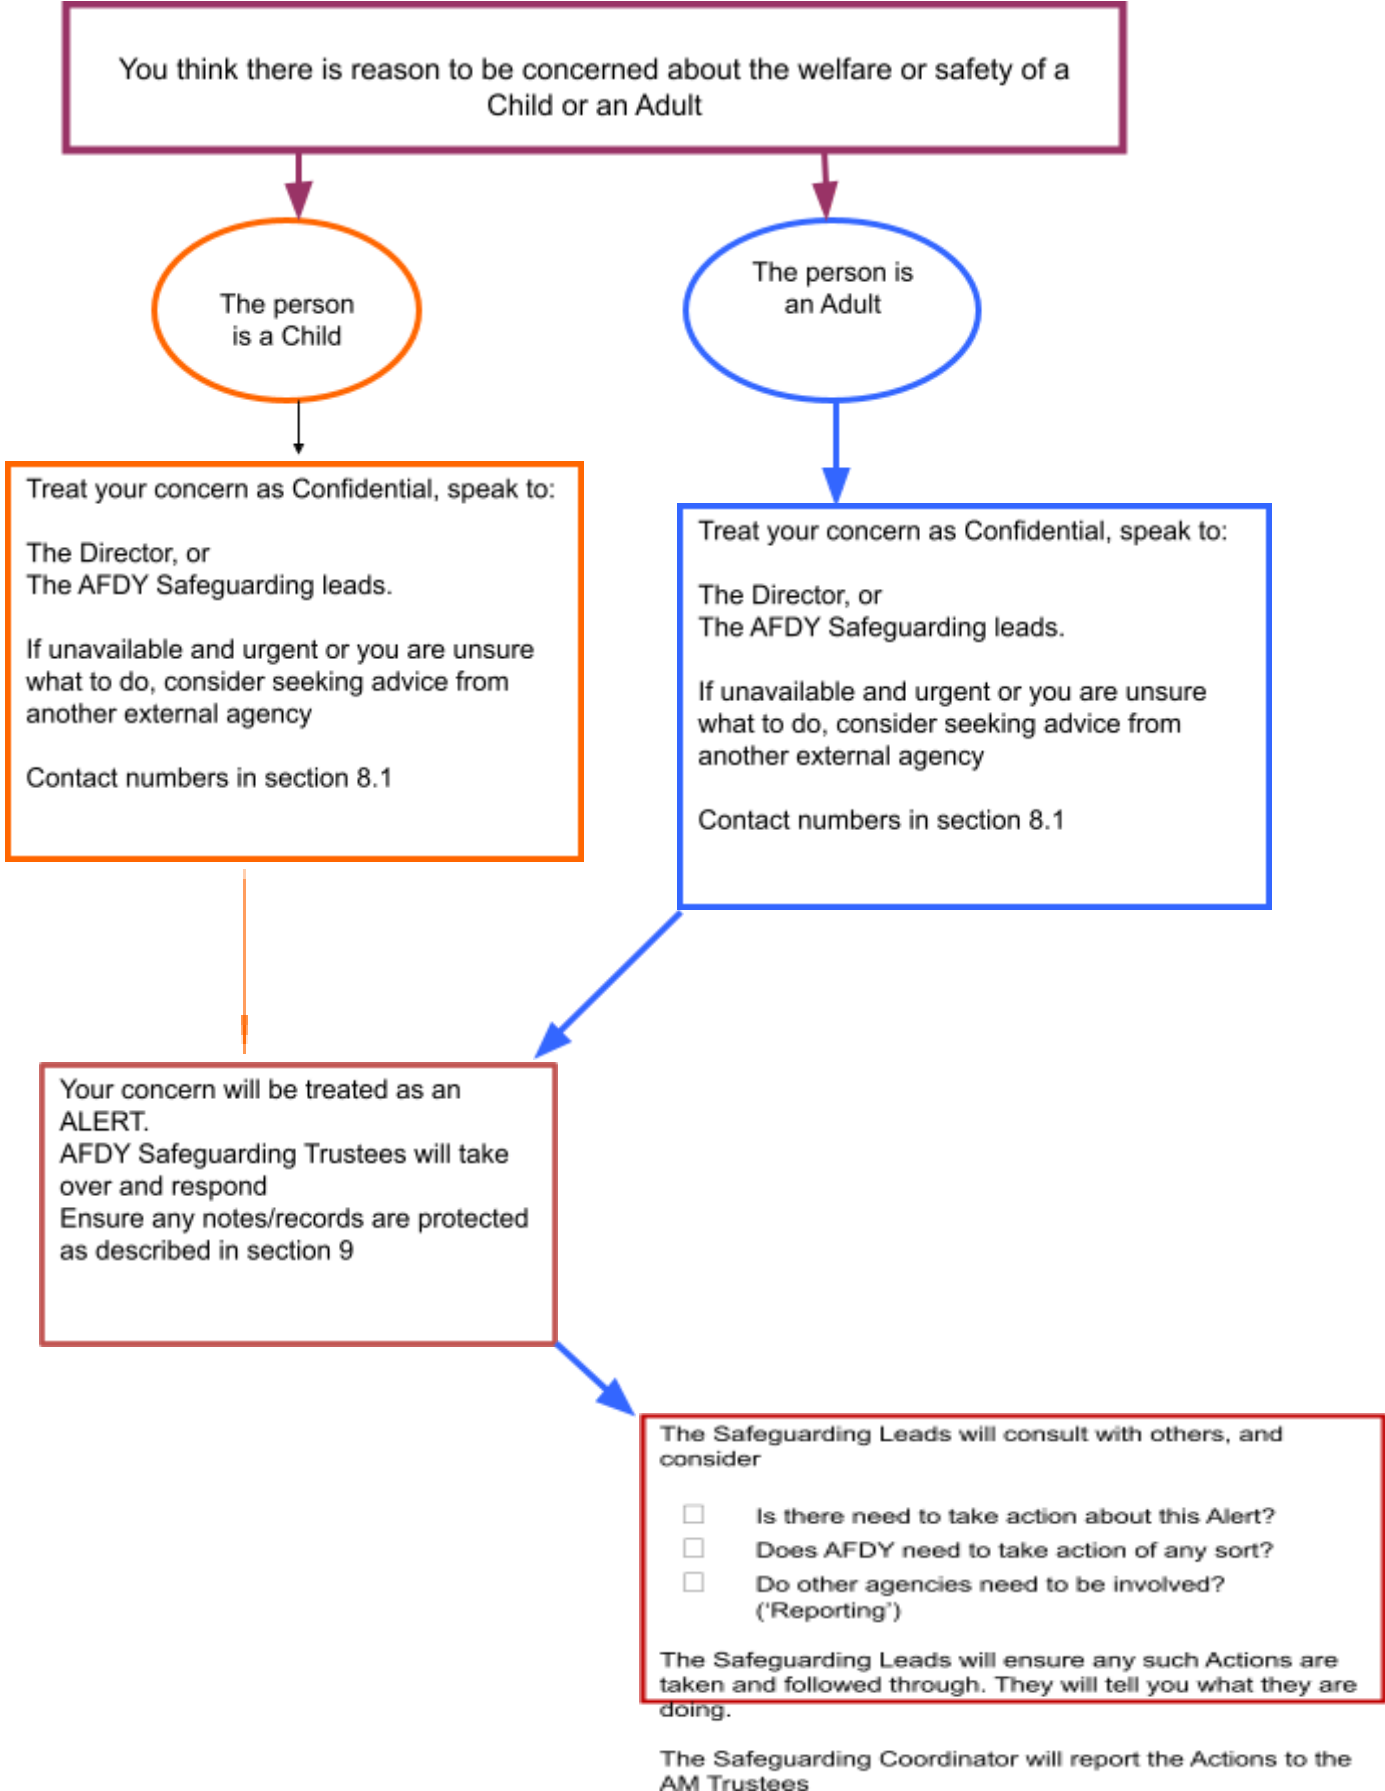 You think there is reason to be concerned about the welfare or safety of a
Child or an Adult
The person
is a Child
The person is
an Adult
Treat your concern as Confidential, speak to:
The Director, or
The AFDY Safeguarding leads.
If unavailable and urgent or you are unsure
what to do, consider seeking advice from
another external agency
Contact numbers in section 8.1
Treat your concern as Confidential, speak to:
The Director, or
The AFDY Safeguarding leads.
If unavailable and urgent or you are unsure
what to do, consider seeking advice from
another external agency
Contact numbers in section 8.1
Your concern will be treated as an
ALERT.
AFDY Safeguarding Trustees will take
over and respond
Ensure any notes/records are protected
as described in section 9
The Safeguarding Leads will consult with others, and
consider
Is there need to take action about this Alert?
Does AFDY need to take action of any sort?
Do other agencies need to be involved?
(‘Reporting’)
The Safeguarding Leads will ensure any such Actions are
taken and followed through. They will tell you what they are
doing.
The Safeguarding Coordinator will report the Actions to the
AM Trustees